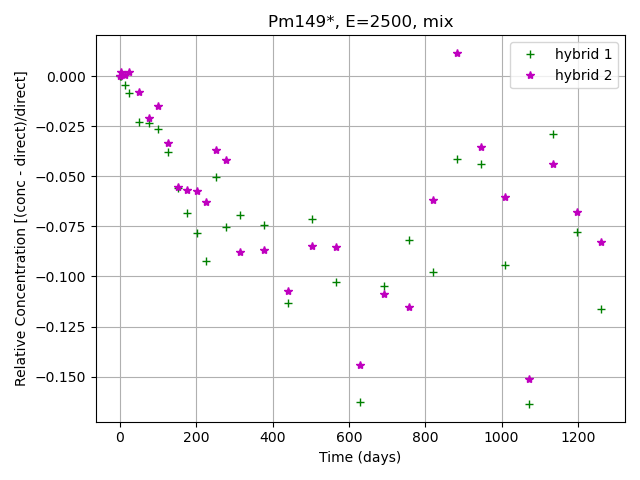 Pm149*, E=2500, mix
hybrid 1
hybrid 2
Relative Concentration [(conc - direct)/direct]
0.000
−0.025
−0.050
−0.075
−0.100
−0.125
−0.150
0 200 400 600 800 1000 1200
Time (days)